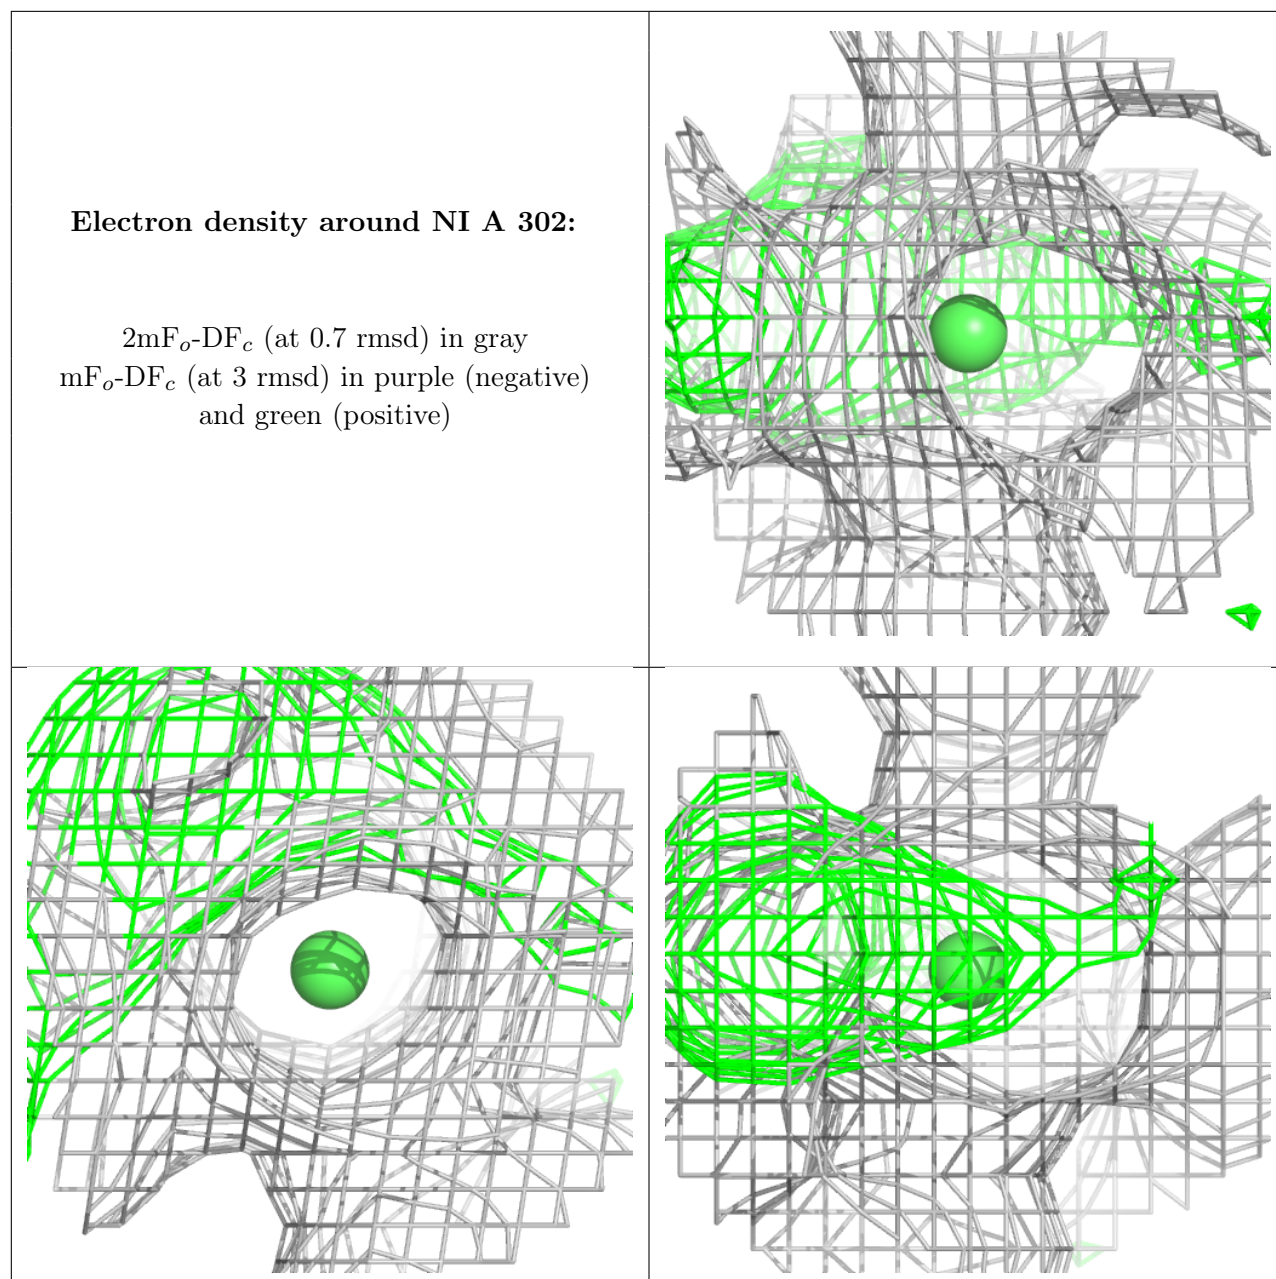 Electron density around NI A 302:
2mFₒ-DF𝒸 (at 0.7 rmsd) in gray
mFₒ-DF𝒸 (at 3 rmsd) in purple (negative)
and green (positive)